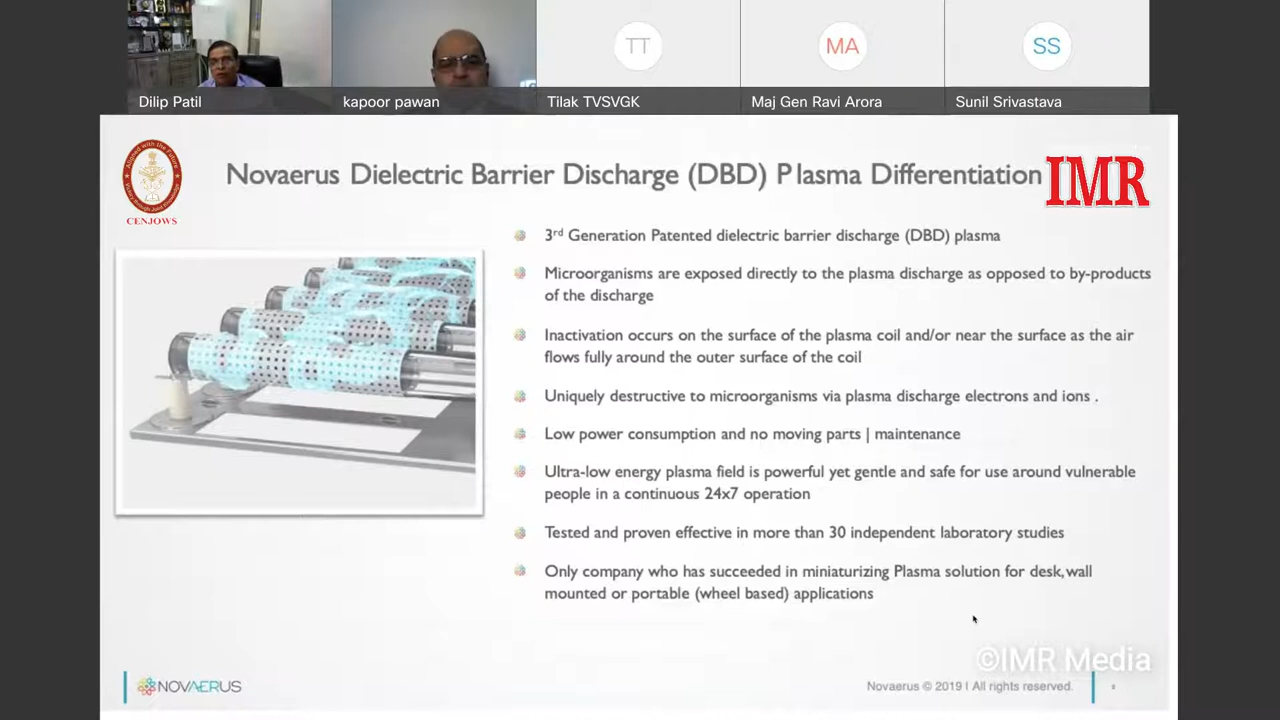 TT
MA
SS
Dilip Patil
kapoor pawan
Tilak TVSVGK
Maj Gen Ravi Arora
Sunil Srivastava
CENJOWS
Novaerus Dielectric Barrier Discharge (DBD) Plasma Differentiation
IMR
3rd Generation Patented dielectric barrier discharge (DBD) plasma
Microorganisms are exposed directly to the plasma discharge as opposed to by-products
of the discharge
Inactivation occurs on the surface of the plasma coil and/or near the surface as the air
flows fully around the outer surface of the coil
Uniquely destructive to microorganisms via plasma discharge electrons and ions .
Low power consumption and no moving parts | maintenance
Ultra-low energy plasma field is powerful yet gentle and safe for use around vulnerable
people in a continuous 24x7 operation
Tested and proven effective in more than 30 independent laboratory studies
Only company who has succeeded in miniaturizing Plasma solution for desk, wall
mounted or portable (wheel based) applications
©IMR Media
NOVAERUS
Novaerus © 2019 I All rights reserved.